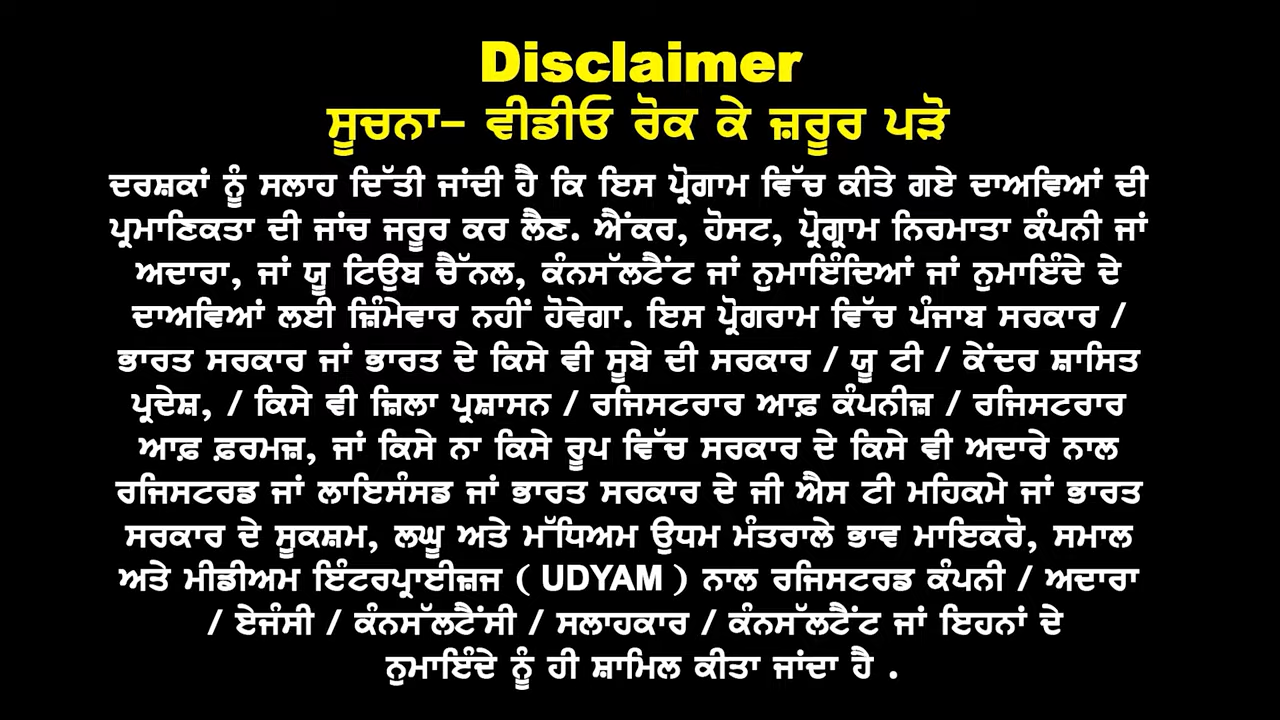 Disclaimer
ਸੂਚਨਾ- ਵੀਡੀਓ ਰੋਕ ਕੇ ਜ਼ਰੂਰ ਪੜੋ
ਦਰਸ਼ਕਾਂ ਨੂੰ ਸਲਾਹ ਦਿੱਤੀ ਜਾਂਦੀ ਹੈ ਕਿ ਇਸ ਪ੍ਰੋਗਾਮ ਵਿੱਚ ਕੀਤੇ ਗਏ ਦਾਅਵਿਆਂ ਦੀ
ਪ੍ਰਮਾਣਿਕਤਾ ਦੀ ਜਾਂਚ ਜਰੂਰ ਕਰ ਲੈਣ. ਐਂਕਰ, ਹੋਸਟ, ਪ੍ਰੋਗ੍ਰਾਮ ਨਿਰਮਾਤਾ ਕੰਪਨੀ ਜਾਂ
ਅਦਾਰਾ, ਜਾਂ ਯੂ ਟਿਊਬ ਚੈੱਨਲ, ਕੰਨਸੱਲਟੈਂਟ ਜਾਂ ਨੁਮਾਇੰਦਿਆਂ ਜਾਂ ਨੁਮਾਇੰਦੇ ਦੇ
ਦਾਅਵਿਆਂ ਲਈ ਜ਼ਿੰਮੇਵਾਰ ਨਹੀਂ ਹੋਵੇਗਾ. ਇਸ ਪ੍ਰੋਗਰਾਮ ਵਿੱਚ ਪੰਜਾਬ ਸਰਕਾਰ /
ਭਾਰਤ ਸਰਕਾਰ ਜਾਂ ਭਾਰਤ ਦੇ ਕਿਸੇ ਵੀ ਸੂਬੇ ਦੀ ਸਰਕਾਰ / ਯੂ ਟੀ / ਕੇਂਦਰ ਸ਼ਾਸਿਤ
ਪ੍ਰਦੇਸ਼, / ਕਿਸੇ ਵੀ ਜ਼ਿਲਾ ਪ੍ਰਸ਼ਾਸਨ / ਰਜਿਸਟਰਾਰ ਆਫ਼ ਕੰਪਨੀਜ਼ / ਰਜਿਸਟਰਾਰ
ਆਫ਼ ਫ਼ਰਮਜ਼, ਜਾਂ ਕਿਸੇ ਨਾ ਕਿਸੇ ਰੂਪ ਵਿੱਚ ਸਰਕਾਰ ਦੇ ਕਿਸੇ ਵੀ ਅਦਾਰੇ ਨਾਲ
ਰਜਿਸਟਰਡ ਜਾਂ ਲਾਇਸੰਸਡ ਜਾਂ ਭਾਰਤ ਸਰਕਾਰ ਦੇ ਜੀ ਐਸ ਟੀ ਮਹਿਕਮੇ ਜਾਂ ਭਾਰਤ
ਸਰਕਾਰ ਦੇ ਸੂਕਸ਼ਮ, ਲਘੂ ਅਤੇ ਮੱਧਿਅਮ ਉਧਮ ਮੰਤਰਾਲੇ ਭਾਵ ਮਾਇਕਰੋ, ਸਮਾਲ
ਅਤੇ ਮੀਡੀਅਮ ਇੰਟਰਪ੍ਰਾਈਜ਼ਜ ( UDYAM ) ਨਾਲ ਰਜਿਸਟਰਡ ਕੰਪਨੀ / ਅਦਾਰਾ
/ ਏਜੰਸੀ / ਕੰਨਸੱਲਟੈਂਸੀ / ਸਲਾਹਕਾਰ / ਕੰਨਸੱਲਟੈਂਟ ਜਾਂ ਇਹਨਾਂ ਦੇ
ਨੁਮਾਇੰਦੇ ਨੂੰ ਹੀ ਸ਼ਾਮਿਲ ਕੀਤਾ ਜਾਂਦਾ ਹੈ .